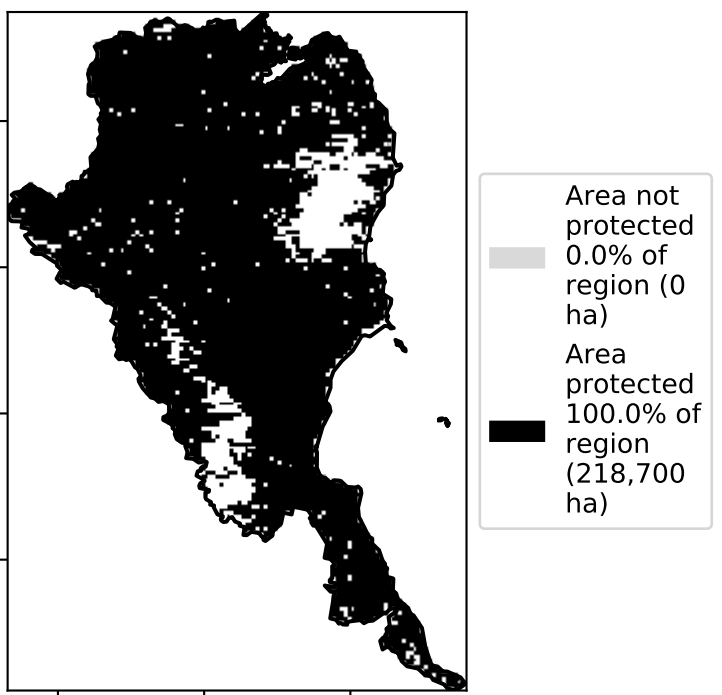 Area not
protected
0.0% of
region (0
ha)
Area
protected
100.0% of
region
(218,700
ha)